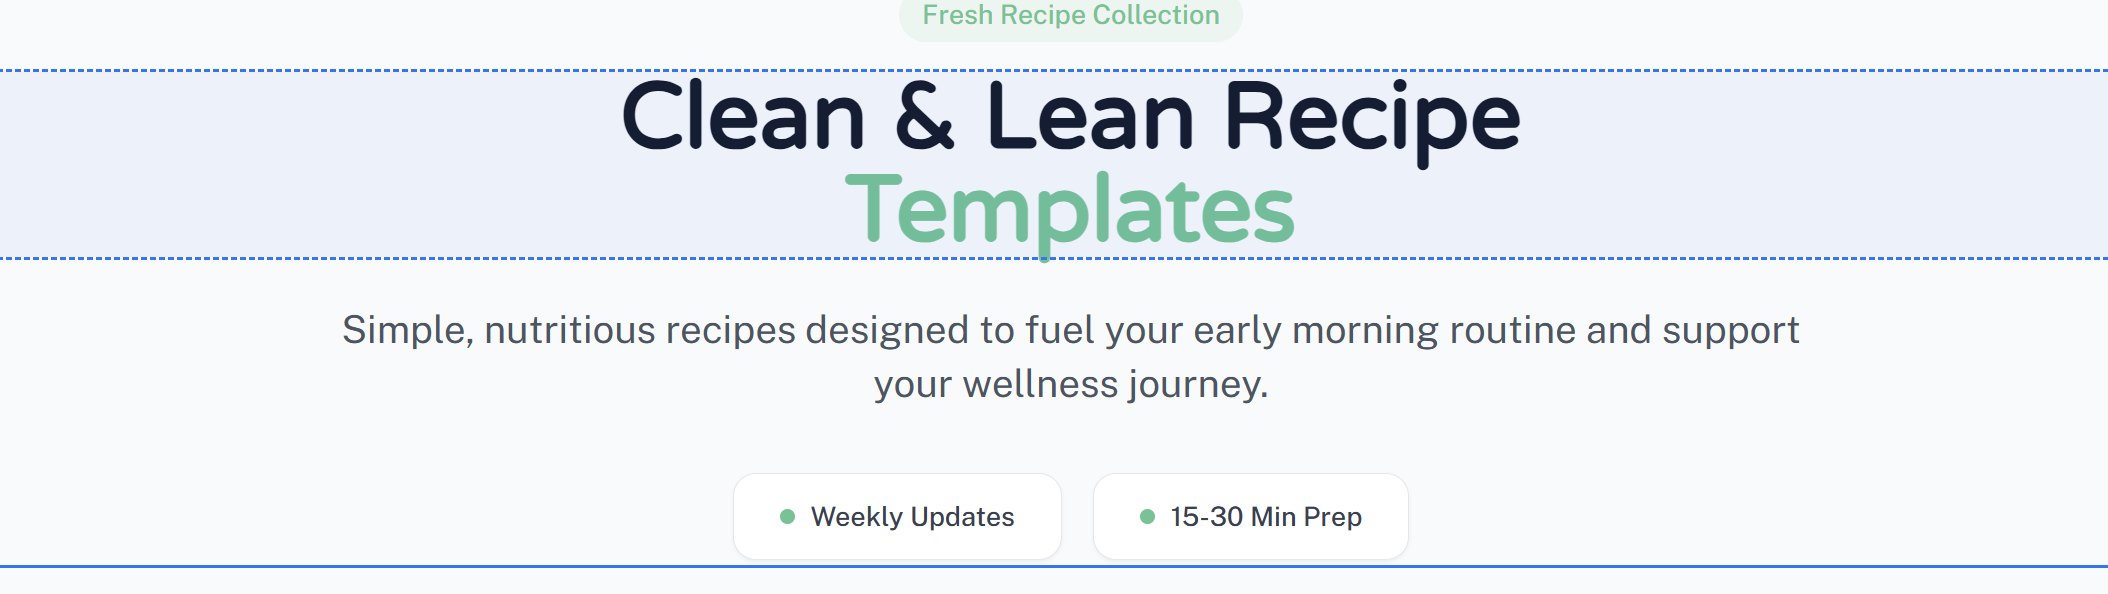 Fresh Recipe Collection
Clean & Lean Recipe
Templates
Simple, nutritious recipes designed to fuel your early morning routine and support
your wellness journey.
Weekly Updates
15-30 Min Prep